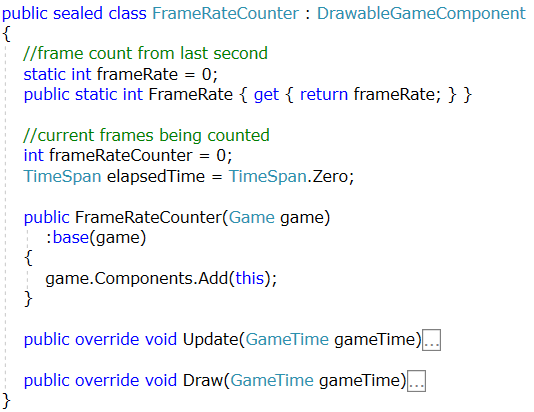 public sealed class FrameRateCounter : DrawableGameComponent
{
//frame count from last second
static int frameRate = 0;
public static int FrameRate { get { return frameRate; } }
//current frames being counted
int frameRateCounter = 0;
TimeSpan elapsedTime = TimeSpan.Zero;
public FrameRateCounter(Game game)
:base(game)
{
game.Components.Add(this);
}
public override void Update(GameTime gameTime)...
public override void Draw(GameTime gameTime)...
}